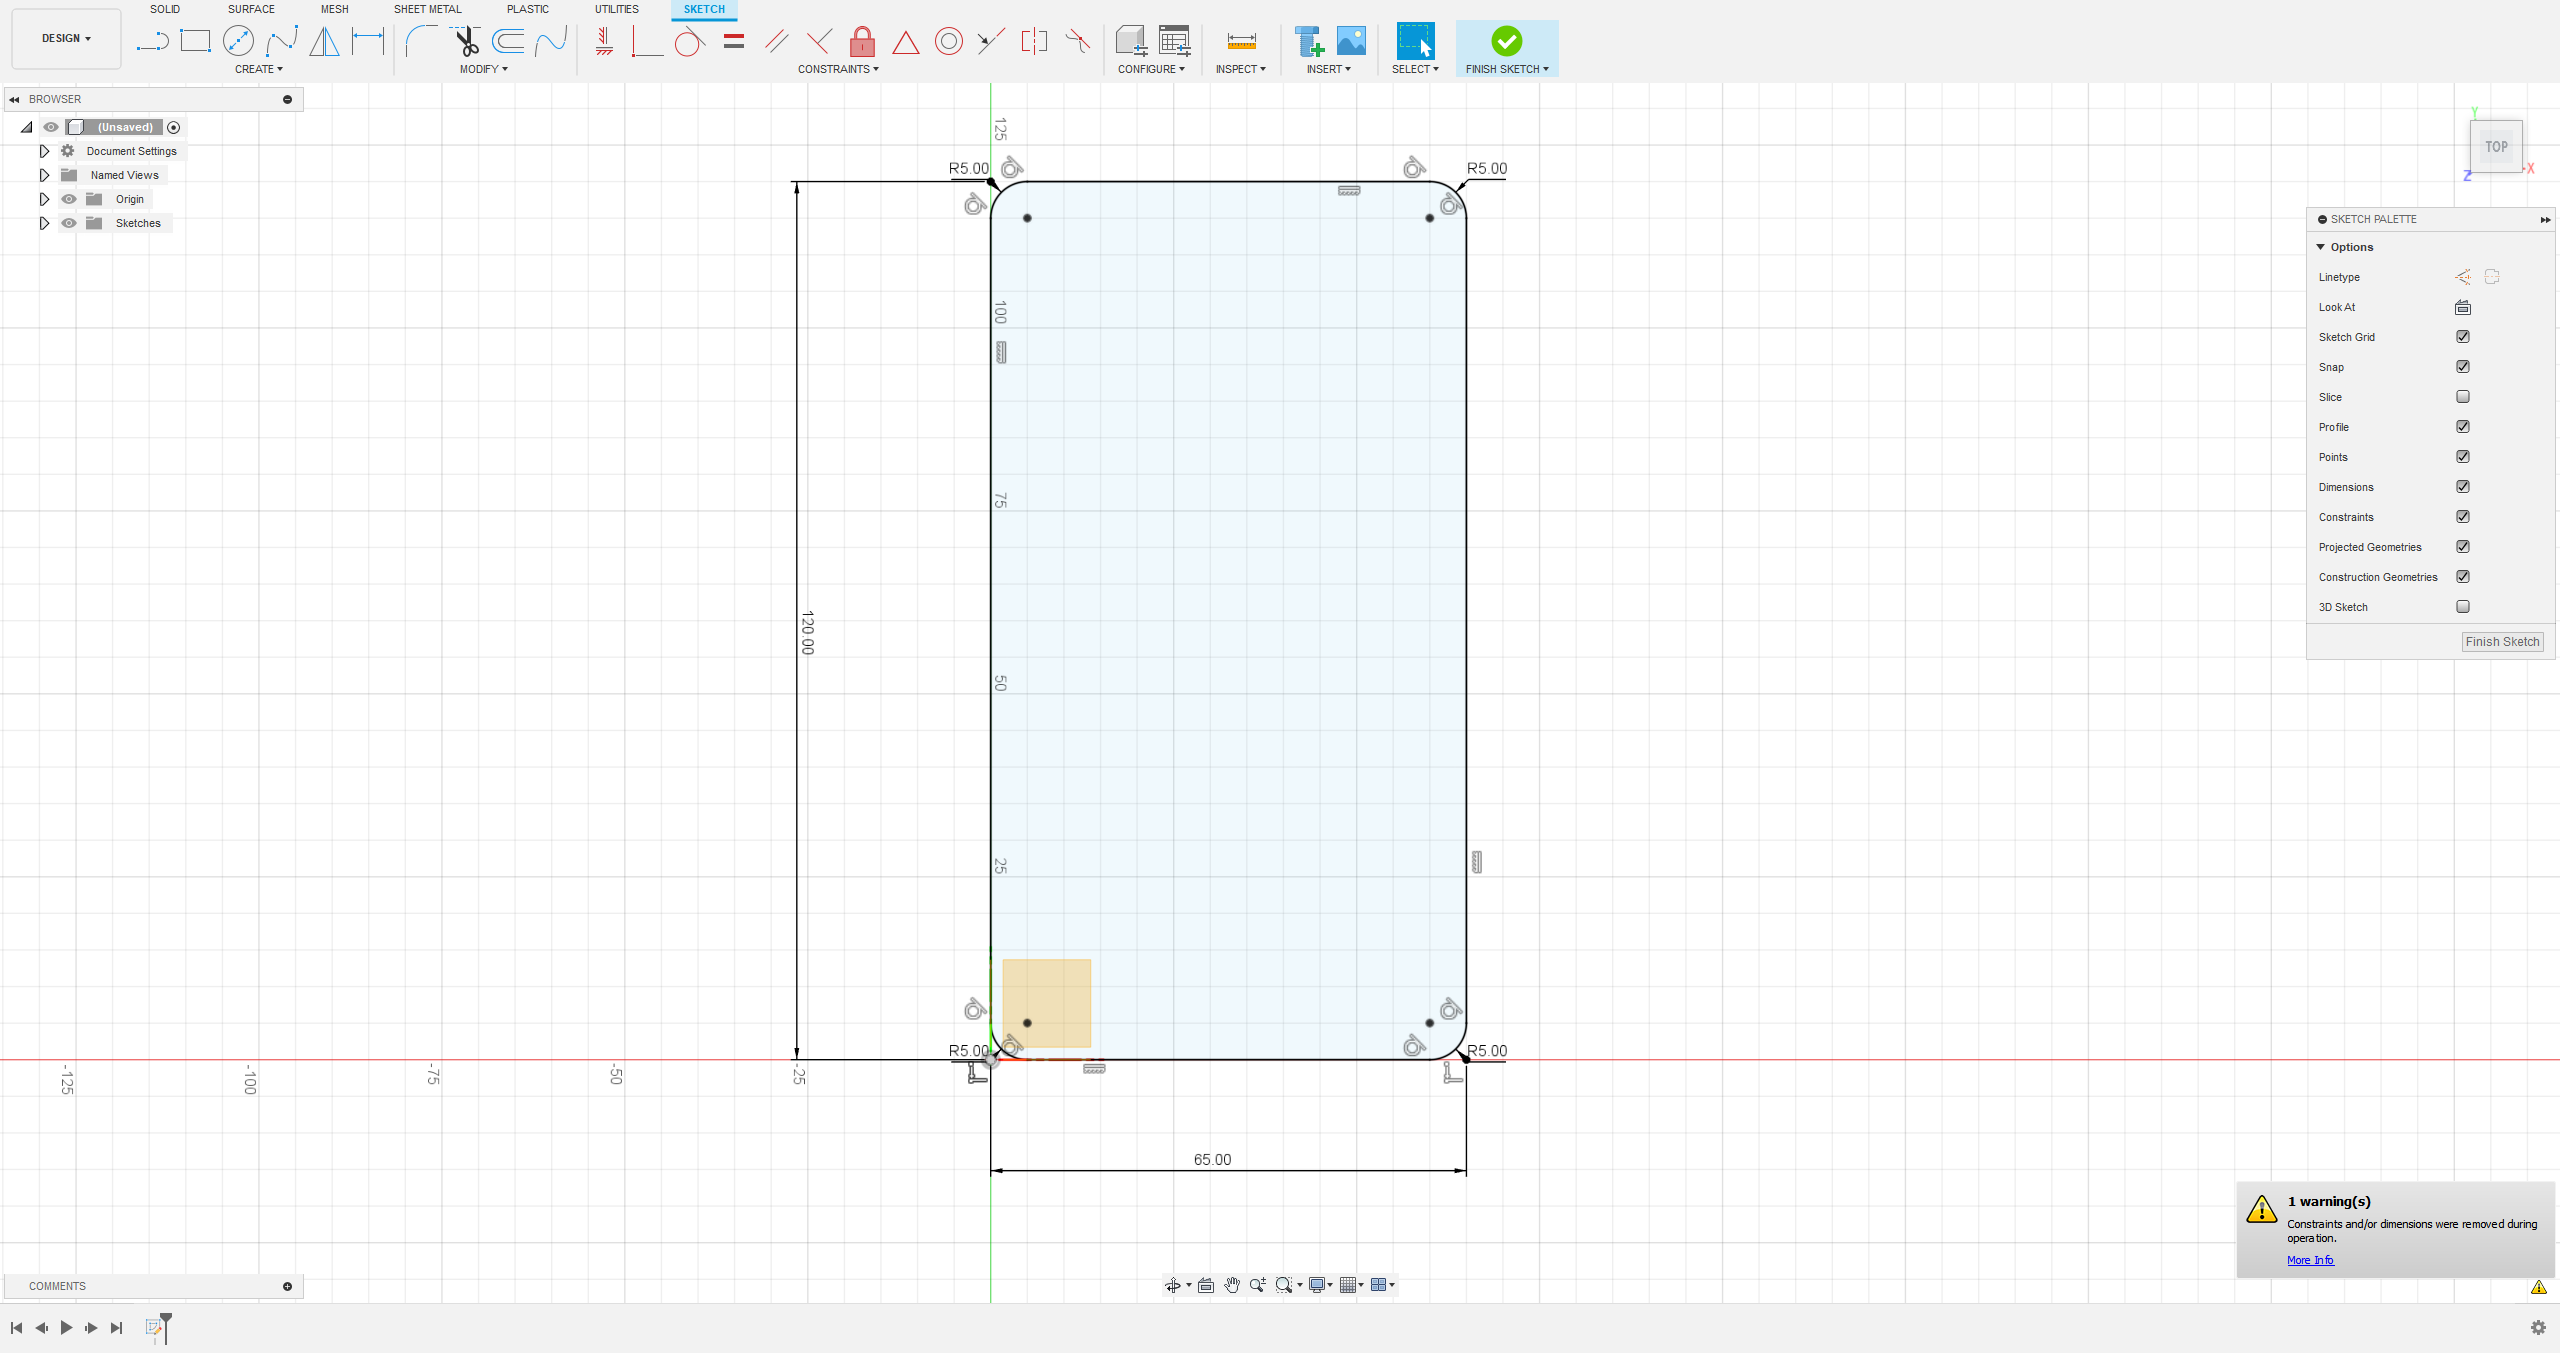 SOLID SURFACE MESH SHEET METAL PLASTIC UTILITIES SKETCH
DESIGN
CREATE MODIFY CONSTRAINTS CONFIGURE INSPECT INSERT SELECT FINISH SKETCH
BROWSER
(Unsaved)
Document Settings
Named Views
Origin
Sketches
125
R5.00 R5.00
100
75
120.00
50
25
R5.00 R5.00
-125 -100 -75 -50 -25
65.00
Y
TOP
X
Z
SKETCH PALETTE
Options
Linetype
Look At
Sketch Grid
Snap
Slice
Profile
Points
Dimensions
Constraints
Projected Geometries
Construction Geometries
3D Sketch
Finish Sketch
1 warning(s)
Constraints and/or dimensions were removed during
operation.
More Info
COMMENTS